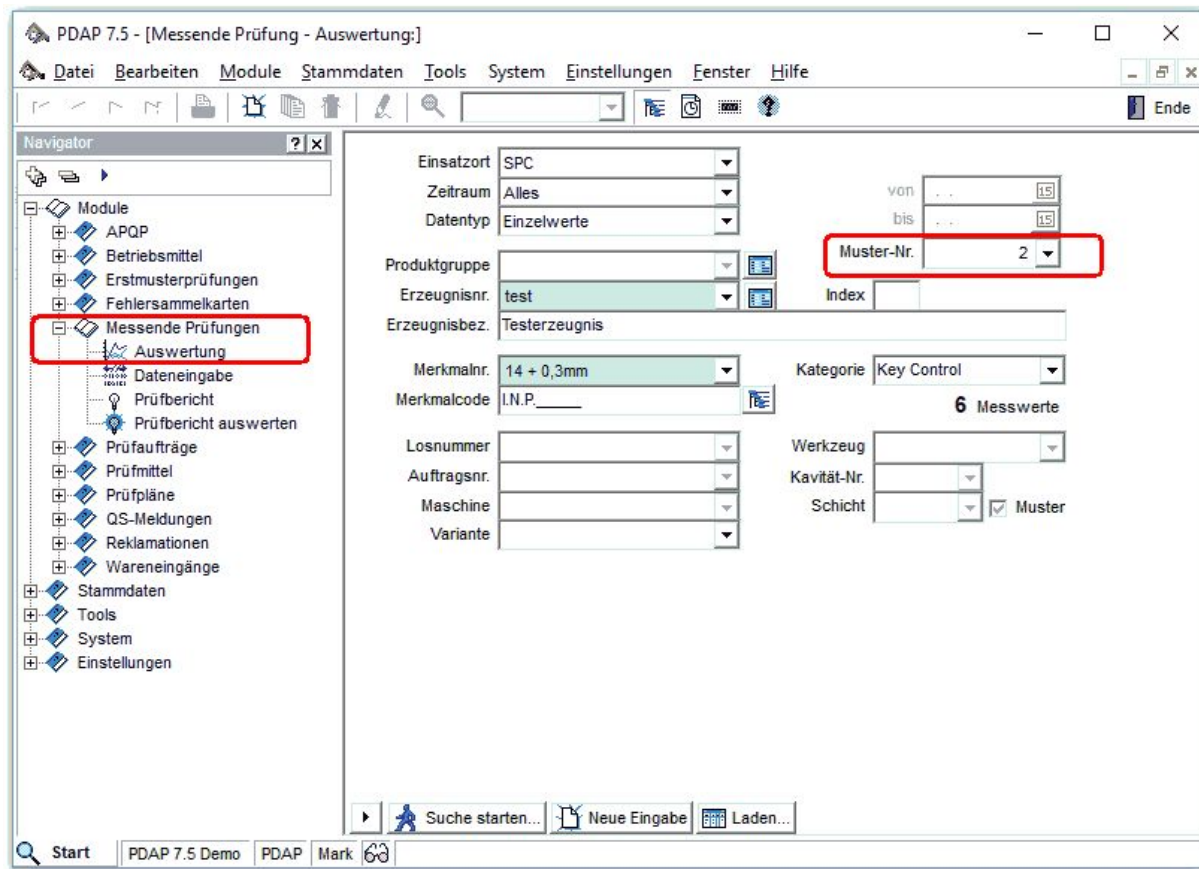 PDAP 7.5 - [Messende Prüfung - Auswertung:]
Datei Bearbeiten Module Stammdaten Tools System Einstellungen Fenster Hilfe
Ende
Navigator
Module
APQP
Betriebsmittel
Erstmusterprüfungen
Fehlersammelkarten
Messende Prüfungen
Auswertung
Dateneingabe
Prüfbericht
Prüfbericht auswerten
Prüfaufträge
Prüfmittel
Prüfpläne
QS-Meldungen
Reklamationen
Wareneingänge
Stammdaten
Tools
System
Einstellungen
Einsatzort SPC
Zeitraum Alles von . . 15
Datentyp Einzelwerte bis . . 15
Muster-Nr. 2
Produktgruppe
Erzeugnisnr. test Index
Erzeugnisbez. Testerzeugnis
Merkmalnr. 14 + 0,3mm Kategorie Key Control
Merkmalcode I.N.P._____ 6 Messwerte
Losnummer Werkzeug
Auftragsnr. Kavität-Nr.
Maschine Schicht Muster
Variante
Suche starten... Neue Eingabe Laden...
Start PDAP 7.5 Demo PDAP Mark